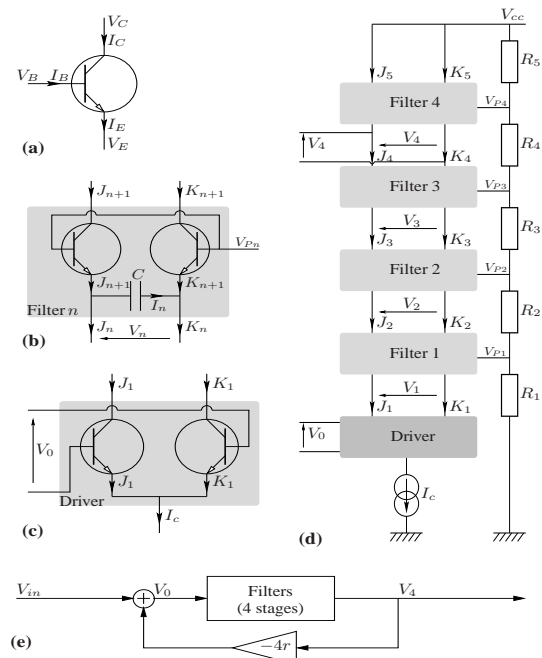 V_C
I_C
V_B I_B
I_E
V_E
(a)
J_{n+1} K_{n+1}
V_{Pn}
C
J_{n+1} K_{n+1}
I_n
Filter n
J_n V_n K_n
(b)
J_1 K_1
V_0
J_1 K_1
Driver
I_c
(c)
V_{cc}
J_5 K_5 R_5
Filter 4 V_{P4}
V_4 V_4 R_4
J_4 K_4
Filter 3 V_{P3}
V_3 R_3
J_3 K_3
Filter 2 V_{P2}
V_2 R_2
J_2 K_2
Filter 1 V_{P1}
V_1 R_1
J_1 K_1
V_0 Driver
I_c
(d)
V_{in} V_0 Filters V_4
(4 stages)
+
-4r
(e)